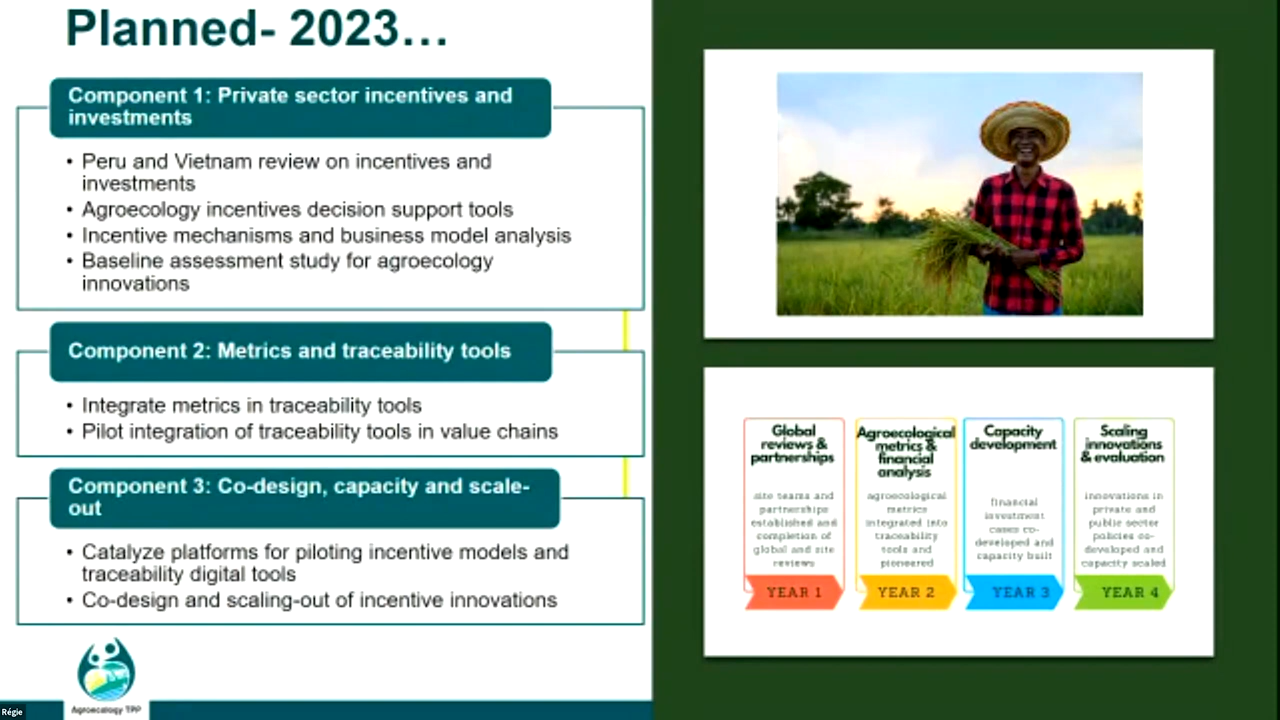 Planned- 2023…
Component 1: Private sector incentives and
investments
• Peru and Vietnam review on incentives and
investments
• Agroecology incentives decision support tools
• Incentive mechanisms and business model analysis
• Baseline assessment study for agroecology
innovations
Component 2: Metrics and traceability tools
• Integrate metrics in traceability tools
• Pilot integration of traceability tools in value chains
Component 3: Co-design, capacity and scale-
out
• Catalyze platforms for piloting incentive models and
traceability digital tools
• Co-design and scaling-out of incentive innovations
Agroecology TPP
Régie
Global
reviews &
partnerships
site teams and
partnerships
established and
completion of
global and site
reviews
YEAR 1
Agroecological
metrics &
financial
analysis
agroecological
metrics
integrated into
traceability
tools and
pioneered
YEAR 2
Capacity
development
financial
investment
cases co-
developed and
capacity built
YEAR 3
Scaling
innovations
& evaluation
innovations in
private and
public sector
policies co-
developed and
capacity scaled
YEAR 4